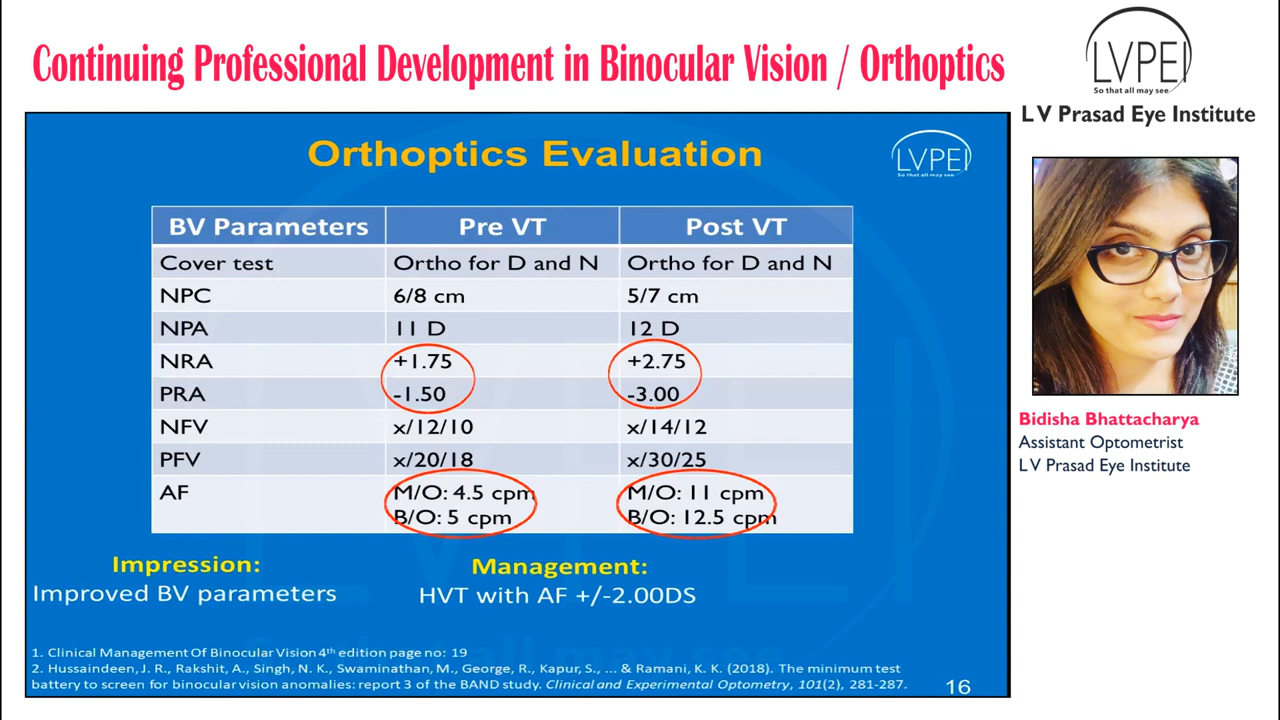 Continuing Professional Development in Binocular Vision / Orthoptics
LVPEI
So that all may see
L V Prasad Eye Institute
Orthoptics Evaluation
LVPEI
So that all may see
BV Parameters Pre VT Post VT
Cover test Ortho for D and N Ortho for D and N
NPC 6/8 cm 5/7 cm
NPA 11 D 12 D
NRA +1.75 +2.75
PRA -1.50 -3.00
NFV x/12/10 x/14/12
PFV x/20/18 x/30/25
AF M/O: 4.5 cpm M/O: 11 cpm
B/O: 5 cpm B/O: 12.5 cpm
Impression: Management:
Improved BV parameters HVT with AF +/-2.00DS
1. Clinical Management Of Binocular Vision 4th edition page no: 19
2. Hussaindeen, J. R., Rakshit, A., Singh, N. K., Swaminathan, M., George, R., Kapur, S., ... & Ramani, K. K. (2018). The minimum test
battery to screen for binocular vision anomalies: report 3 of the BAND study. Clinical and Experimental Optometry, 101(2), 281-287.
16
Bidisha Bhattacharya
Assistant Optometrist
L V Prasad Eye Institute